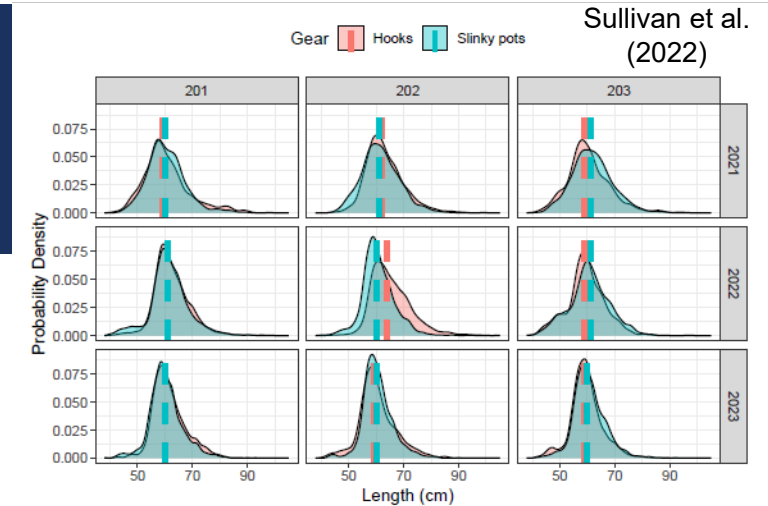 Sullivan et al.
(2022)
Gear Hooks Slinky pots
201 202 203
0.075
0.050
0.025
0.000
2021
0.075
0.050
0.025
0.000
2022
0.075
0.050
0.025
0.000
2023
Probability Density
50 70 90 50 70 90 50 70 90
Length (cm)